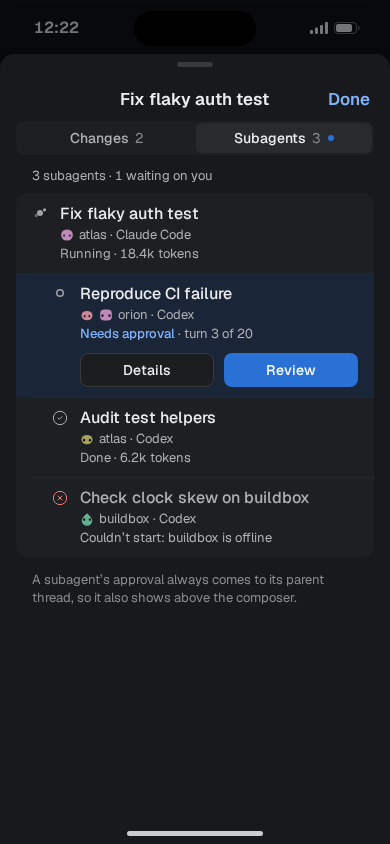 12:22
Fix flaky auth test
Done
Changes 2
Subagents 3
3 subagents · 1 waiting on you
Fix flaky auth test
atlas · Claude Code
Running · 18.4k tokens
Reproduce CI failure
orion · Codex
Needs approval · turn 3 of 20
Details
Review
Audit test helpers
atlas · Codex
Done · 6.2k tokens
Check clock skew on buildbox
buildbox · Codex
Couldn’t start: buildbox is offline
A subagent’s approval always comes to its parent
thread, so it also shows above the composer.